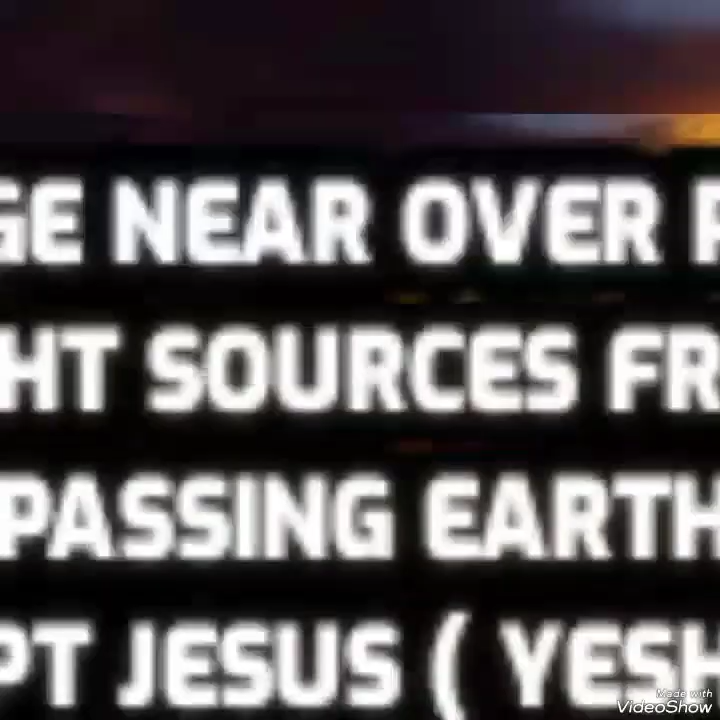 GE NEAR OVER
HT SOURCES FR
PASSING EARTH
PT JESUS ( YESH
Made with
VideoShow